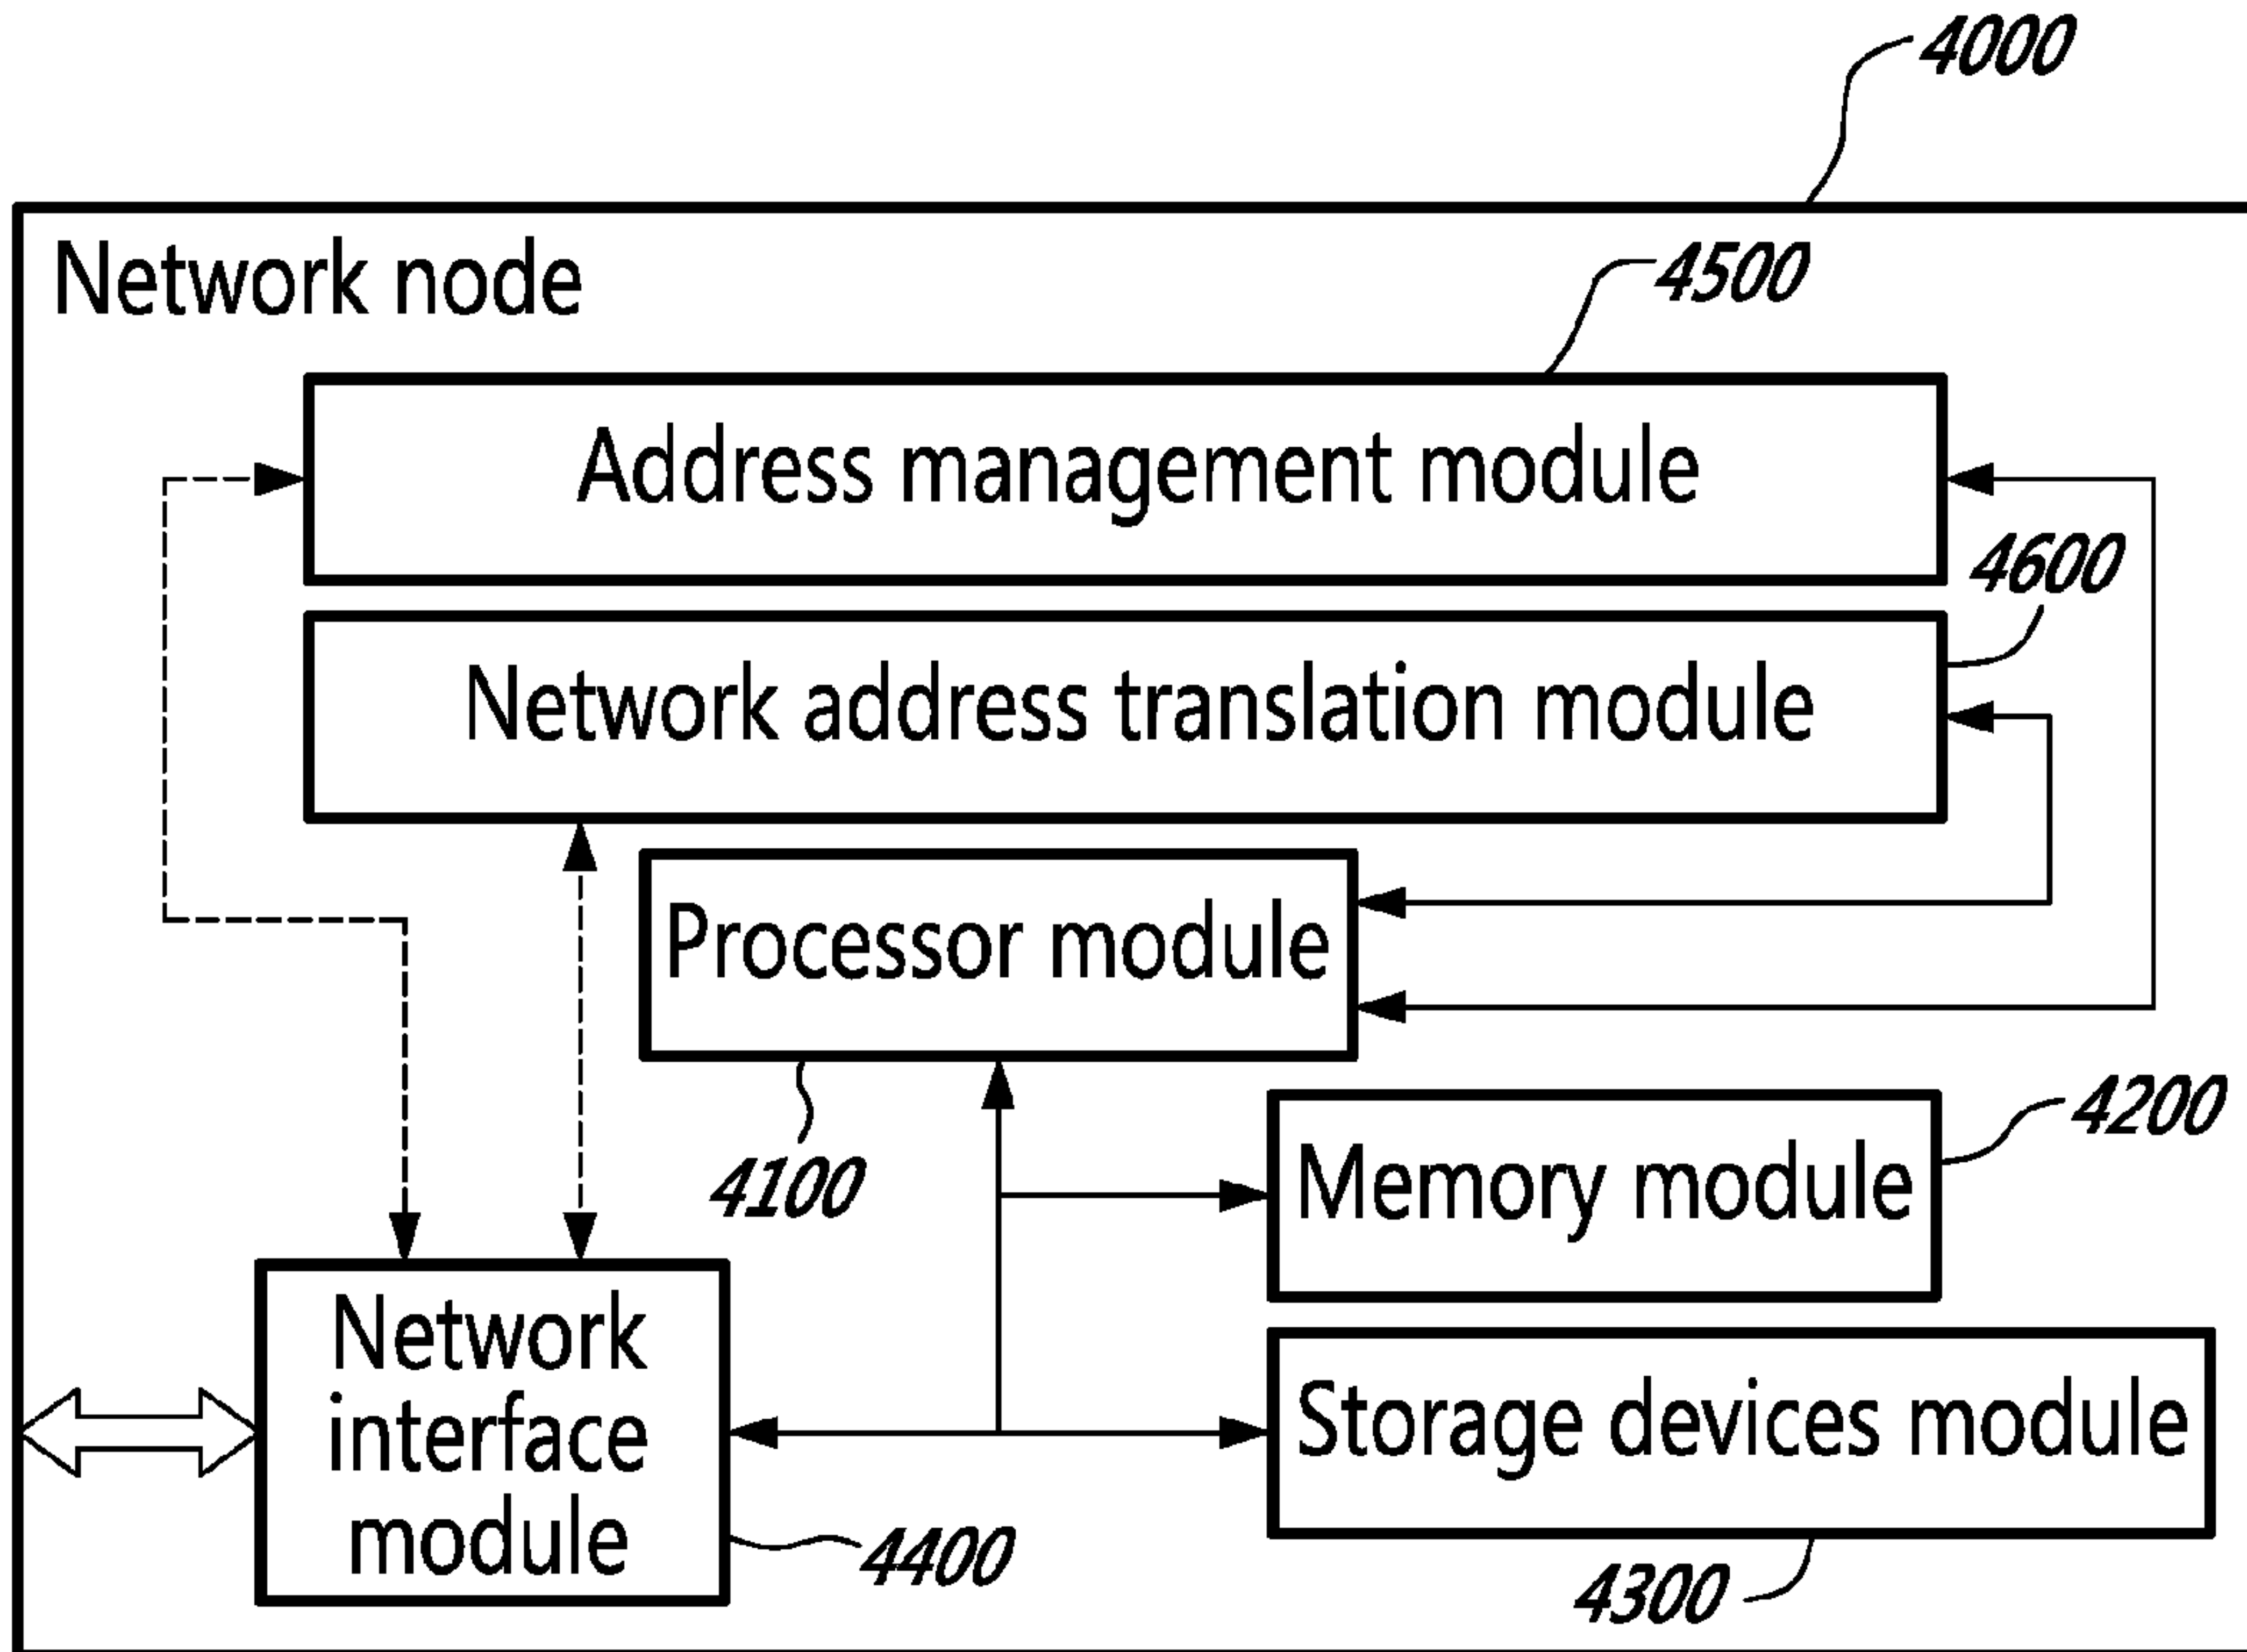 4000
Network node
4500
Address management module
4600
Network address translation module
Processor module
4100
Memory module
4200
Network
interface
module
4400
Storage devices module
4300